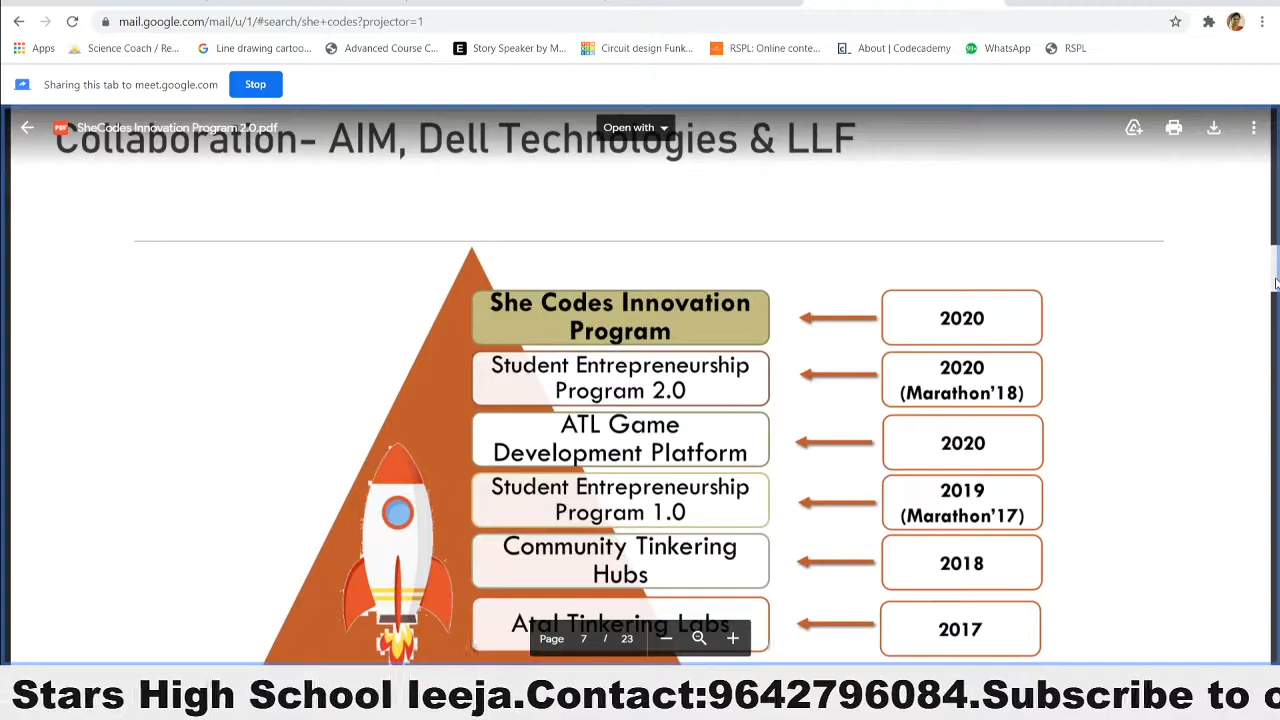 mail.google.com/mail/u/1/#search/she+codes?projector=1
Apps
Science Coach / Re...
Line drawing cartoo...
Advanced Course C...
Story Speaker by M...
Circuit design Funk...
RSPL: Online conte...
About | Codecademy
99+
WhatsApp
RSPL
Sharing this tab to meet.google.com
Stop
PDF
SheCodes Innovation Program 2.0.pdf
Open with
Collaboration- AIM, Dell Technologies & LLF
She Codes Innovation
Program
2020
Student Entrepreneurship
Program 2.0
2020
(Marathon'18)
ATL Game
Development Platform
2020
Student Entrepreneurship
Program 1.0
2019
(Marathon'17)
Community Tinkering
Hubs
2018
Atal Tinkering Labs
2017
Page 7 / 23
Stars High School Ieeja.Contact:9642796084.Subscribe to o